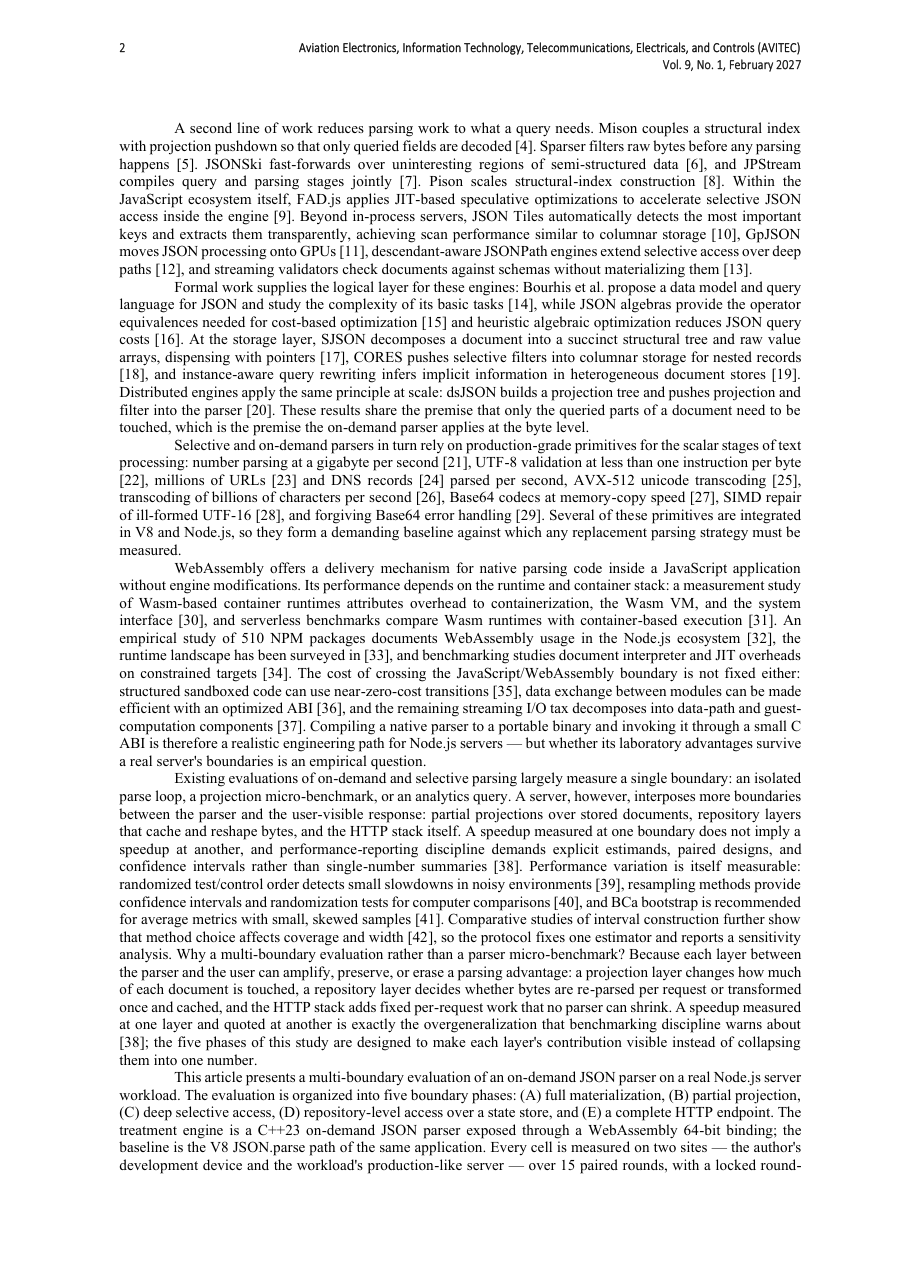 2
Aviation Electronics, Information Technology, Telecommunications, Electricals, and Controls (AVITEC)
Vol. 9, No. 1, February 2027
A second line of work reduces parsing work to what a query needs. Mison couples a structural index
with projection pushdown so that only queried fields are decoded [4]. Sparser filters raw bytes before any parsing
happens [5]. JSONSki fast-forwards over uninteresting regions of semi-structured data [6], and JPStream
compiles query and parsing stages jointly [7]. Pison scales structural-index construction [8]. Within the
JavaScript ecosystem itself, FAD.js applies JIT-based speculative optimizations to accelerate selective JSON
access inside the engine [9]. Beyond in-process servers, JSON Tiles automatically detects the most important
keys and extracts them transparently, achieving scan performance similar to columnar storage [10], GpJSON
moves JSON processing onto GPUs [11], descendant-aware JSONPath engines extend selective access over deep
paths [12], and streaming validators check documents against schemas without materializing them [13].
Formal work supplies the logical layer for these engines: Bourhis et al. propose a data model and query
language for JSON and study the complexity of its basic tasks [14], while JSON algebras provide the operator
equivalences needed for cost-based optimization [15] and heuristic algebraic optimization reduces JSON query
costs [16]. At the storage layer, SJSON decomposes a document into a succinct structural tree and raw value
arrays, dispensing with pointers [17], CORES pushes selective filters into columnar storage for nested records
[18], and instance-aware query rewriting infers implicit information in heterogeneous document stores [19].
Distributed engines apply the same principle at scale: dsJSON builds a projection tree and pushes projection and
filter into the parser [20]. These results share the premise that only the queried parts of a document need to be
touched, which is the premise the on-demand parser applies at the byte level.
Selective and on-demand parsers in turn rely on production-grade primitives for the scalar stages of text
processing: number parsing at a gigabyte per second [21], UTF-8 validation at less than one instruction per byte
[22], millions of URLs [23] and DNS records [24] parsed per second, AVX-512 unicode transcoding [25],
transcoding of billions of characters per second [26], Base64 codecs at memory-copy speed [27], SIMD repair
of ill-formed UTF-16 [28], and forgiving Base64 error handling [29]. Several of these primitives are integrated
in V8 and Node.js, so they form a demanding baseline against which any replacement parsing strategy must be
measured.
WebAssembly offers a delivery mechanism for native parsing code inside a JavaScript application
without engine modifications. Its performance depends on the runtime and container stack: a measurement study
of Wasm-based container runtimes attributes overhead to containerization, the Wasm VM, and the system
interface [30], and serverless benchmarks compare Wasm runtimes with container-based execution [31]. An
empirical study of 510 NPM packages documents WebAssembly usage in the Node.js ecosystem [32], the
runtime landscape has been surveyed in [33], and benchmarking studies document interpreter and JIT overheads
on constrained targets [34]. The cost of crossing the JavaScript/WebAssembly boundary is not fixed either:
structured sandboxed code can use near-zero-cost transitions [35], data exchange between modules can be made
efficient with an optimized ABI [36], and the remaining streaming I/O tax decomposes into data-path and guest-
computation components [37]. Compiling a native parser to a portable binary and invoking it through a small C
ABI is therefore a realistic engineering path for Node.js servers — but whether its laboratory advantages survive
a real server's boundaries is an empirical question.
Existing evaluations of on-demand and selective parsing largely measure a single boundary: an isolated
parse loop, a projection micro-benchmark, or an analytics query. A server, however, interposes more boundaries
between the parser and the user-visible response: partial projections over stored documents, repository layers
that cache and reshape bytes, and the HTTP stack itself. A speedup measured at one boundary does not imply a
speedup at another, and performance-reporting discipline demands explicit estimands, paired designs, and
confidence intervals rather than single-number summaries [38]. Performance variation is itself measurable:
randomized test/control order detects small slowdowns in noisy environments [39], resampling methods provide
confidence intervals and randomization tests for computer comparisons [40], and BCa bootstrap is recommended
for average metrics with small, skewed samples [41]. Comparative studies of interval construction further show
that method choice affects coverage and width [42], so the protocol fixes one estimator and reports a sensitivity
analysis. Why a multi-boundary evaluation rather than a parser micro-benchmark? Because each layer between
the parser and the user can amplify, preserve, or erase a parsing advantage: a projection layer changes how much
of each document is touched, a repository layer decides whether bytes are re-parsed per request or transformed
once and cached, and the HTTP stack adds fixed per-request work that no parser can shrink. A speedup measured
at one layer and quoted at another is exactly the overgeneralization that benchmarking discipline warns about
[38]; the five phases of this study are designed to make each layer's contribution visible instead of collapsing
them into one number.
This article presents a multi-boundary evaluation of an on-demand JSON parser on a real Node.js server
workload. The evaluation is organized into five boundary phases: (A) full materialization, (B) partial projection,
(C) deep selective access, (D) repository-level access over a state store, and (E) a complete HTTP endpoint. The
treatment engine is a C++23 on-demand JSON parser exposed through a WebAssembly 64-bit binding; the
baseline is the V8 JSON.parse path of the same application. Every cell is measured on two sites — the author's
development device and the workload's production-like server — over 15 paired rounds, with a locked round-